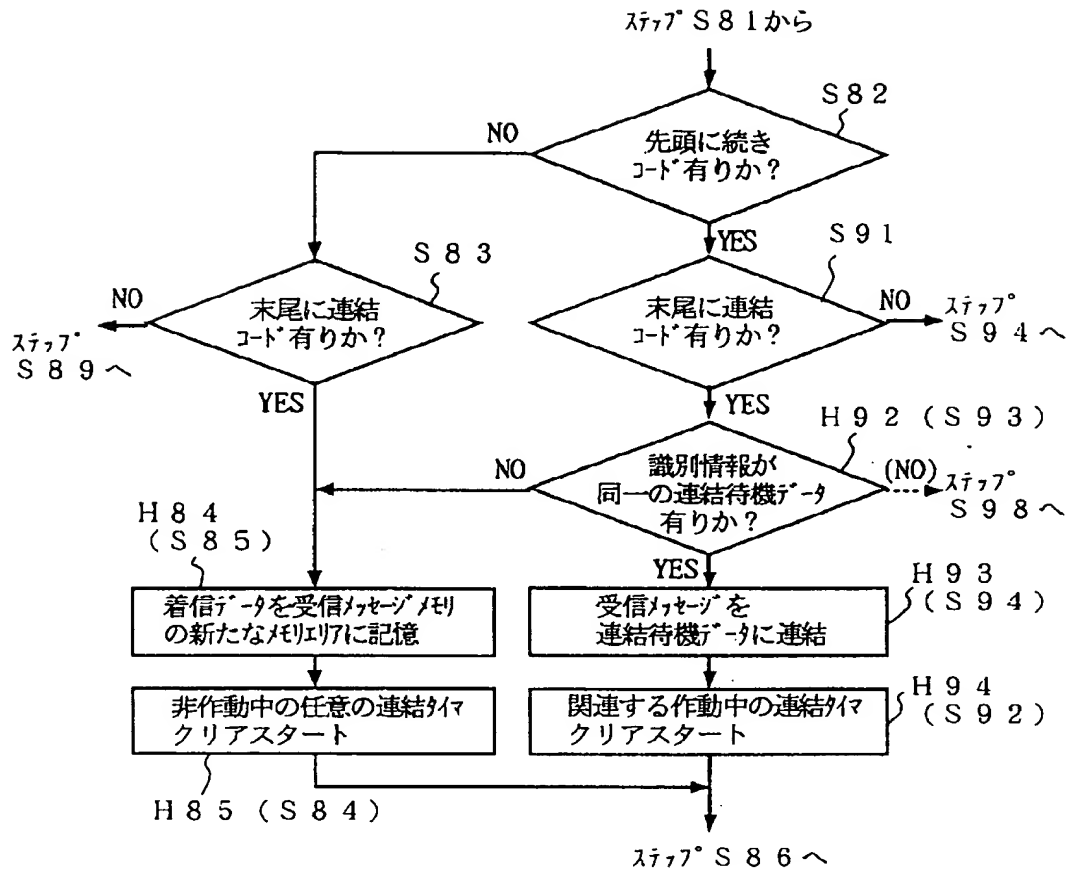 ステップS81から
S82
NO
先頭に続き
コード有りか?
YES
S83
S91
NO
末尾に連結
コード有りか?
末尾に連結
コード有りか?
NO
ステップ
S94へ
ステップ
S89へ
YES
YES
H92(S93)
NO
識別情報が
同一の連結待機データ
有りか?
(NO)
ステップ
S98へ
H84
(S85)
YES
着信データを受信メッセージメモリ
の新たなメモリエリアに記憶
受信メッセージを
連結待機データに連結
H93
(S94)
非作動中の任意の連結タイマ
クリアスタート
関連する作動中の連結タイマ
クリアスタート
H94
(S92)
H85(S84)
ステップS86へ